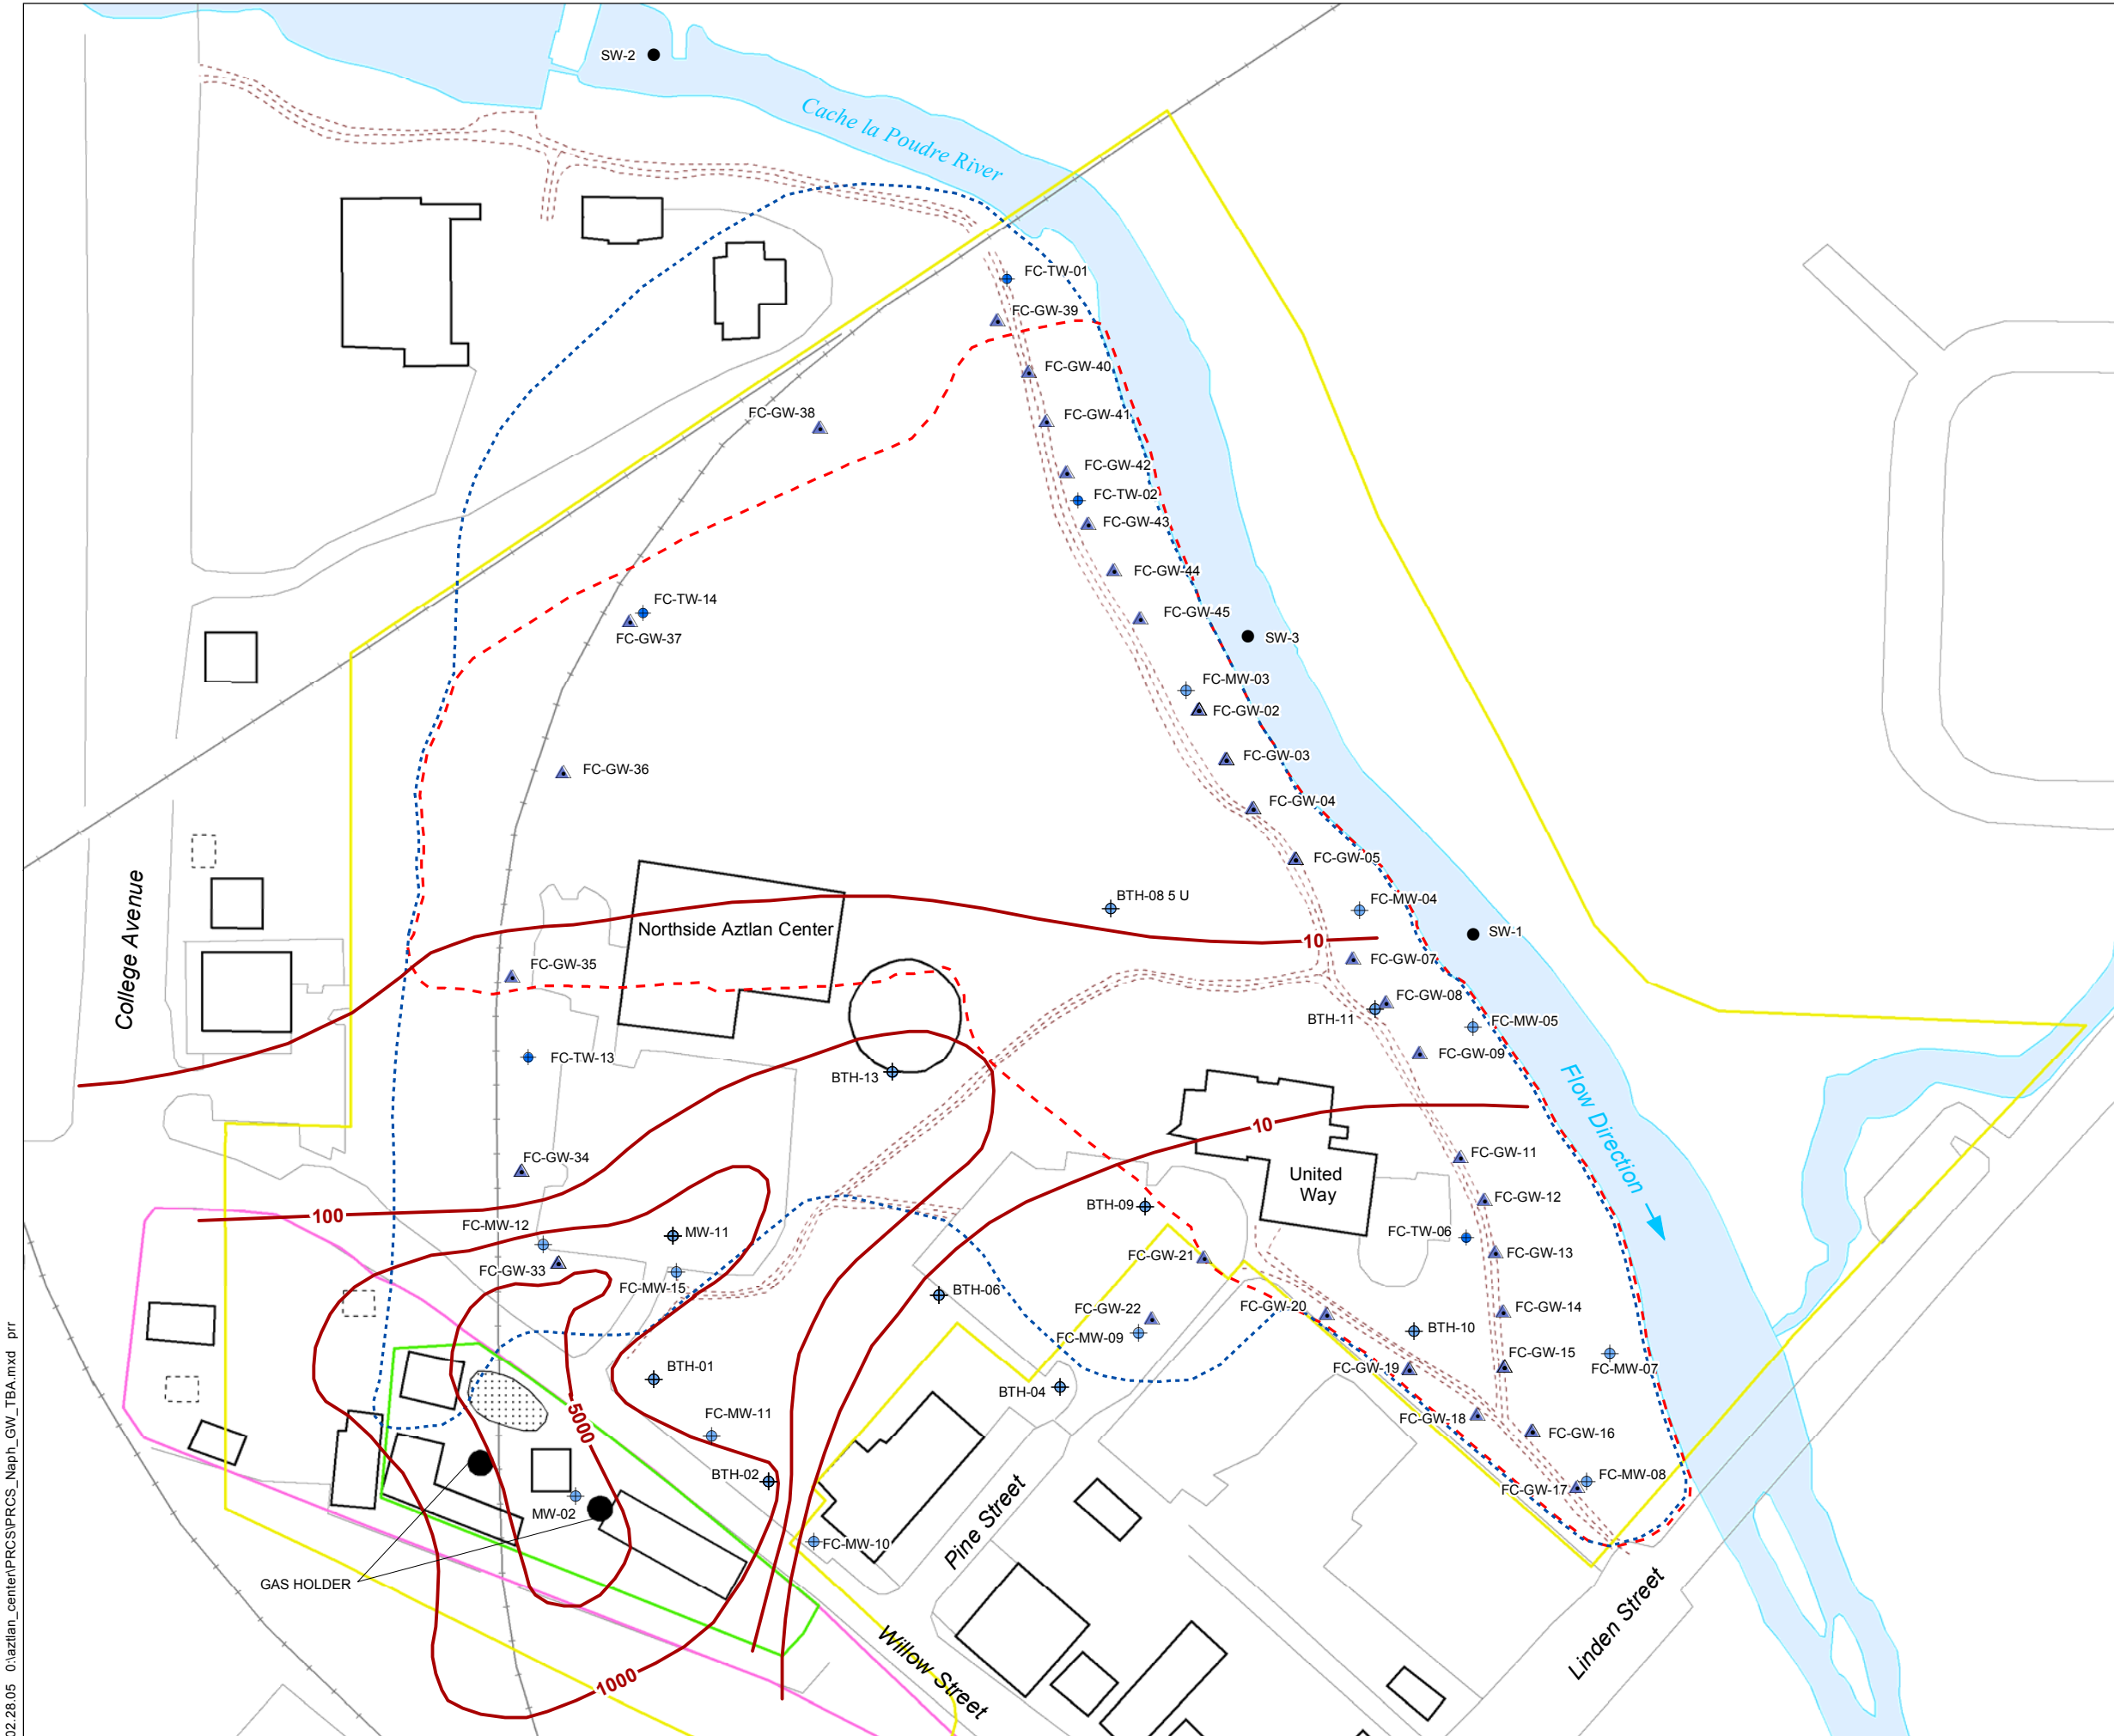 SW-2
Cache la Poudre River
FC-TW-01
FC-GW-39
FC-GW-40
FC-GW-38
FC-GW-41
FC-GW-42
FC-TW-02
FC-GW-43
FC-GW-44
FC-TW-14
FC-GW-45
FC-GW-37
SW-3
FC-MW-03
FC-GW-02
FC-GW-03
FC-GW-36
FC-GW-04
FC-GW-05
BTH-08 5 U
FC-MW-04
College Avenue
Northside Aztlan Center
SW-1
10
FC-GW-35
FC-GW-07
FC-GW-08
BTH-11
FC-MW-05
FC-TW-13
FC-GW-09
BTH-13
Flow Direction
10
FC-GW-34
FC-GW-11
United
Way
FC-GW-12
BTH-09
100
FC-MW-12
MW-11
FC-TW-06
FC-GW-13
FC-GW-21
FC-GW-33
FC-MW-15
BTH-06
FC-GW-22
FC-GW-20
FC-GW-14
FC-MW-09
BTH-10
FC-GW-15
BTH-01
FC-GW-19
FC-MW-07
BTH-04
5000
FC-MW-11
FC-GW-18
FC-GW-16
BTH-02
FC-MW-08
FC-GW-17
MW-02
Pine Street
FC-MW-10
GAS HOLDER
Linden Street
1000
Willow Street
02.28.05 0:\aztlan_center\PRCS\PRCS_Naph_GW_TBA.mxd prr